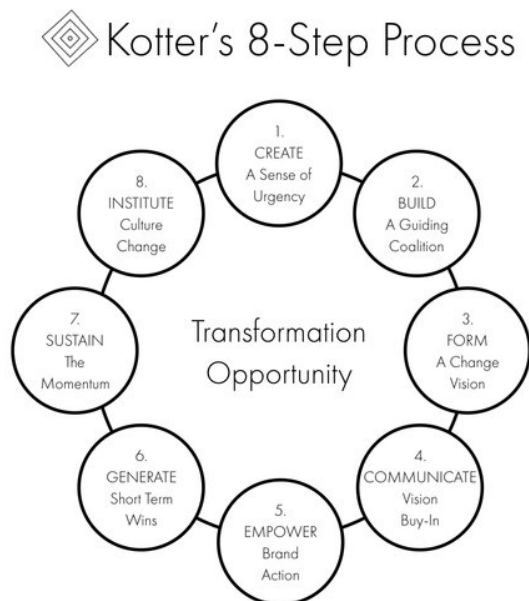 Kotter's 8-Step Process
1.
CREATE
A Sense of
Urgency
2.
BUILD
A Guiding
Coalition
3.
FORM
A Change
Vision
4.
COMMUNICATE
Vision
Buy-In
5.
EMPOWER
Brand
Action
6.
GENERATE
Short Term
Wins
7.
SUSTAIN
The
Momentum
8.
INSTITUTE
Culture
Change
Transformation
Opportunity